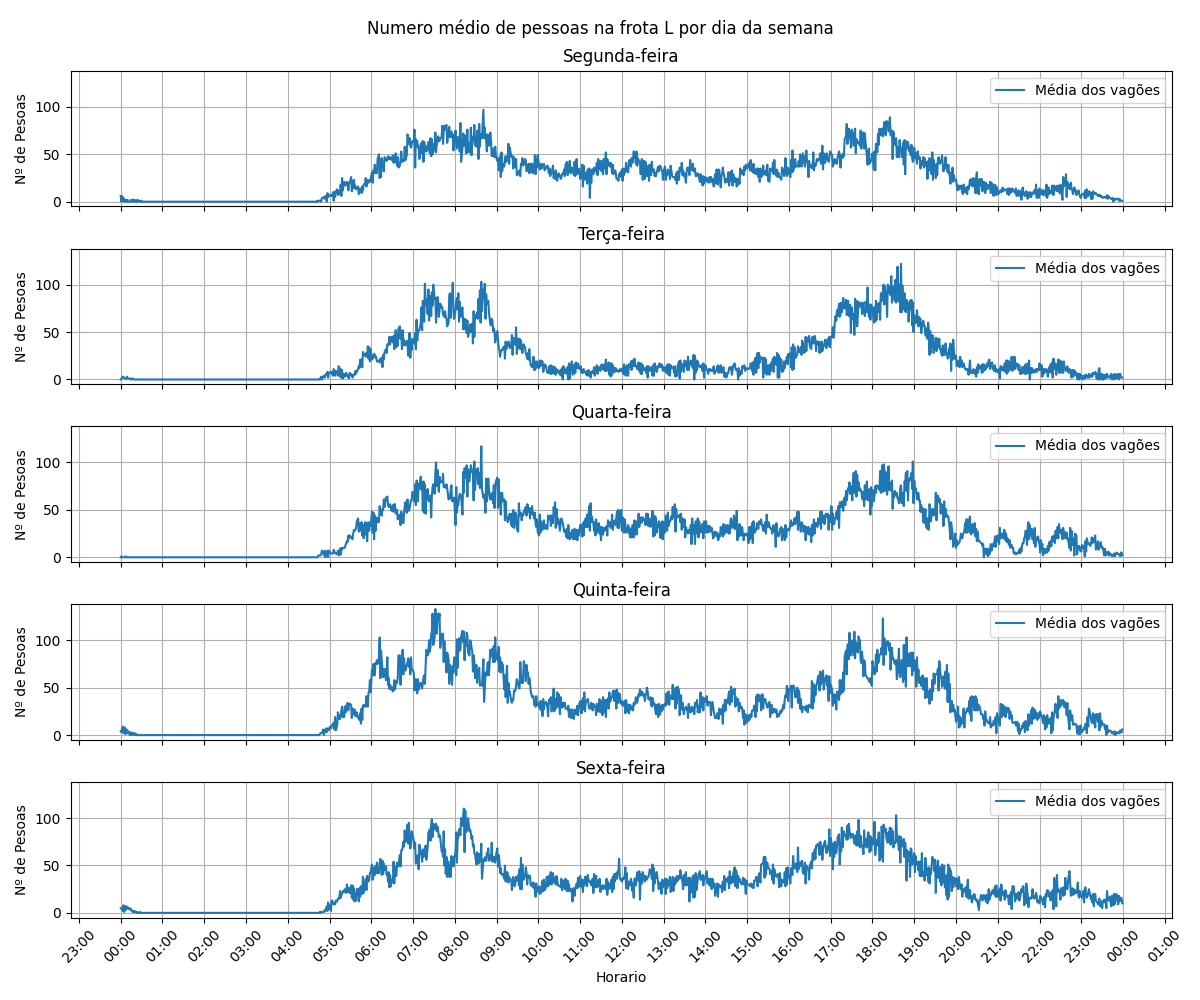 Numero médio de pessoas na frota L por dia da semana
Segunda-feira
Nº de Pesoas
100
50
0
Média dos vagões
Terça-feira
Nº de Pesoas
100
50
0
Média dos vagões
Quarta-feira
Nº de Pesoas
100
50
0
Média dos vagões
Quinta-feira
Nº de Pesoas
100
50
0
Média dos vagões
Sexta-feira
Nº de Pesoas
100
50
0
Média dos vagões
23:00 00:00 01:00 02:00 03:00 04:00 05:00 06:00 07:00 08:00 09:00 10:00 11:00 12:00 13:00 14:00 15:00 16:00 17:00 18:00 19:00 20:00 21:00 22:00 23:00 00:00 01:00
Horario